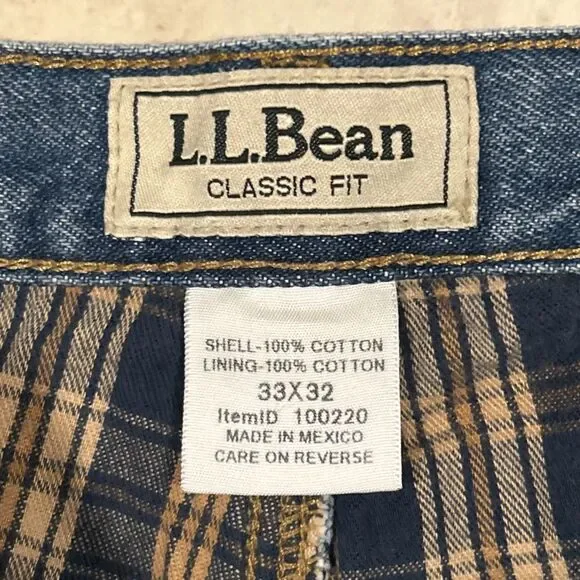 L.L.Bean
CLASSIC FIT
SHELL-100% COTTON
LINING-100% COTTON
33X32
ItemID 100220
MADE IN MEXICO
CARE ON REVERSE